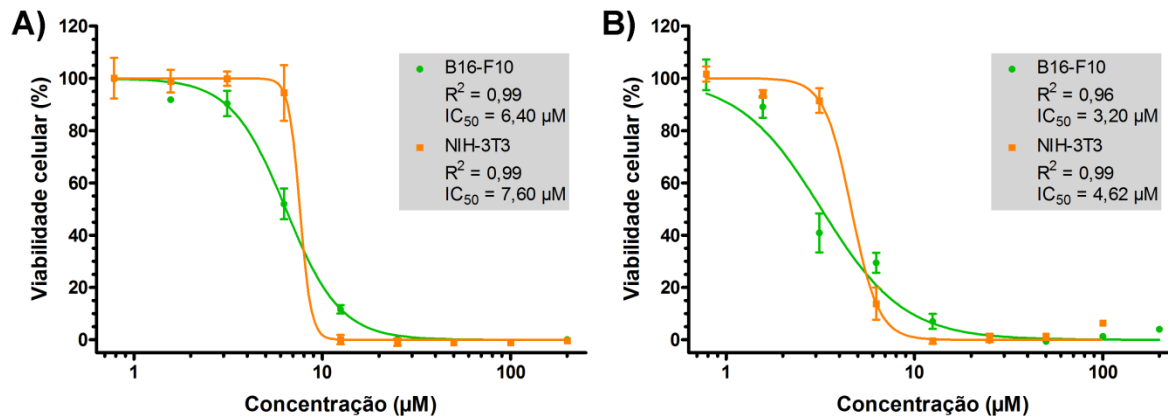 A)
120
100
80
60
40
20
0
Viabilidade celular (%)
1
10
100
Concentração (µM)
B16-F10
R² = 0,99
IC₅₀ = 6,40 µM
NIH-3T3
R² = 0,99
IC₅₀ = 7,60 µM
B)
120
100
80
60
40
20
0
Viabilidade celular (%)
1
10
100
Concentração (µM)
B16-F10
R² = 0,96
IC₅₀ = 3,20 µM
NIH-3T3
R² = 0,99
IC₅₀ = 4,62 µM